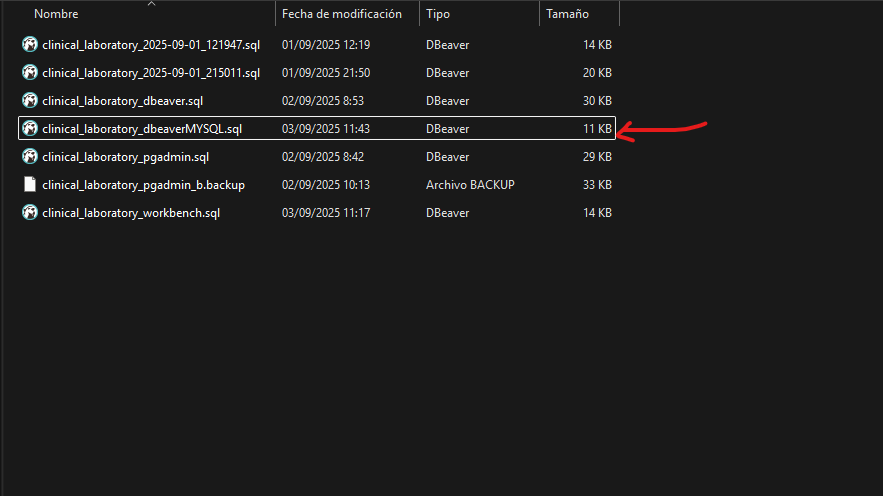 Nombre Fecha de modificación Tipo Tamaño
clinical_laboratory_2025-09-01_121947.sql 01/09/2025 12:19 DBeaver 14 KB
clinical_laboratory_2025-09-01_215011.sql 01/09/2025 21:50 DBeaver 20 KB
clinical_laboratory_dbeaver.sql 02/09/2025 8:53 DBeaver 30 KB
clinical_laboratory_dbeaverMYSQL.sql 03/09/2025 11:43 DBeaver 11 KB
clinical_laboratory_pgadmin.sql 02/09/2025 8:42 DBeaver 29 KB
clinical_laboratory_pgadmin_b.backup 02/09/2025 10:13 Archivo BACKUP 33 KB
clinical_laboratory_workbench.sql 03/09/2025 11:17 DBeaver 14 KB